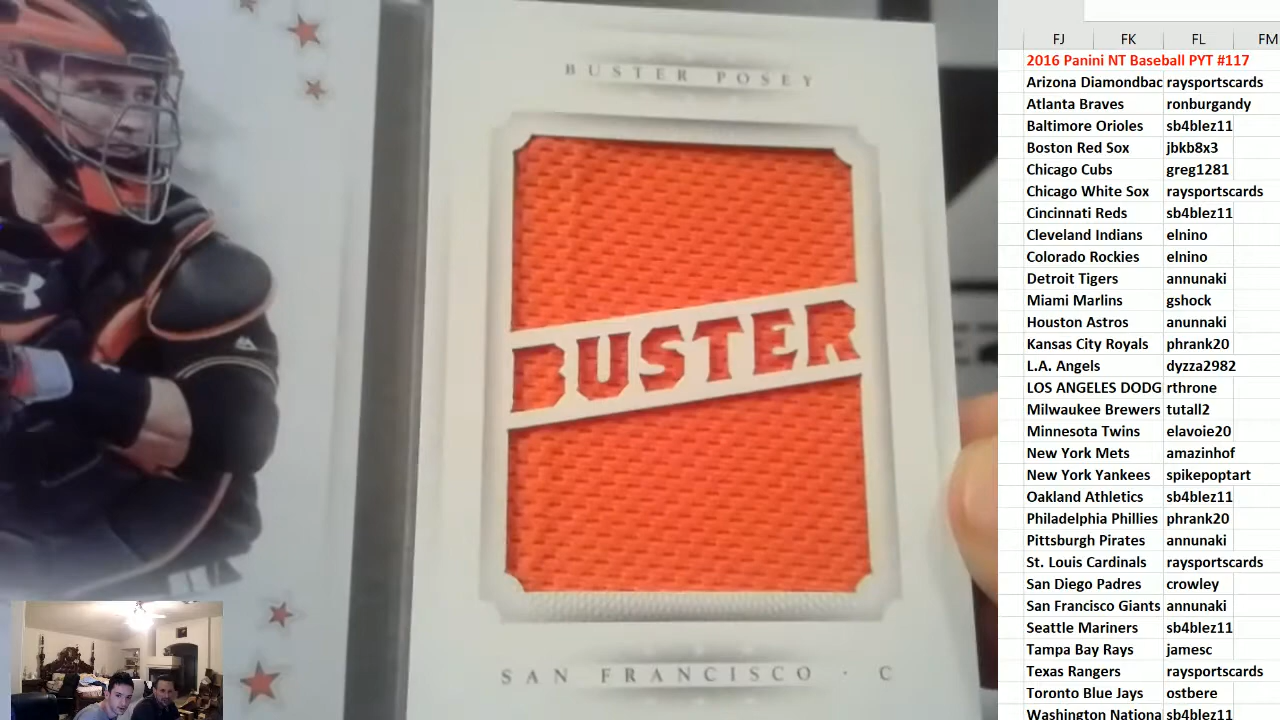 BUSTER POSEY
BUSTER
SAN FRANCISCO · C
FJ FK FL FM
2016 Panini NT Baseball PYT #117
Arizona Diamondbac raysportscards
Atlanta Braves ronburgandy
Baltimore Orioles sb4blez11
Boston Red Sox jbkb8x3
Chicago Cubs greg1281
Chicago White Sox raysportscards
Cincinnati Reds sb4blez11
Cleveland Indians elnino
Colorado Rockies elnino
Detroit Tigers annunaki
Miami Marlins gshock
Houston Astros anunnaki
Kansas City Royals phrank20
L.A. Angels dyzza2982
LOS ANGELES DODG rthrone
Milwaukee Brewers tutall2
Minnesota Twins elavoie20
New York Mets amazinhof
New York Yankees spikepoptart
Oakland Athletics sb4blez11
Philadelphia Phillies phrank20
Pittsburgh Pirates annunaki
St. Louis Cardinals raysportscards
San Diego Padres crowley
San Francisco Giants annunaki
Seattle Mariners sb4blez11
Tampa Bay Rays jamesc
Texas Rangers raysportscards
Toronto Blue Jays ostbere
Washington Nationa sb4blez11